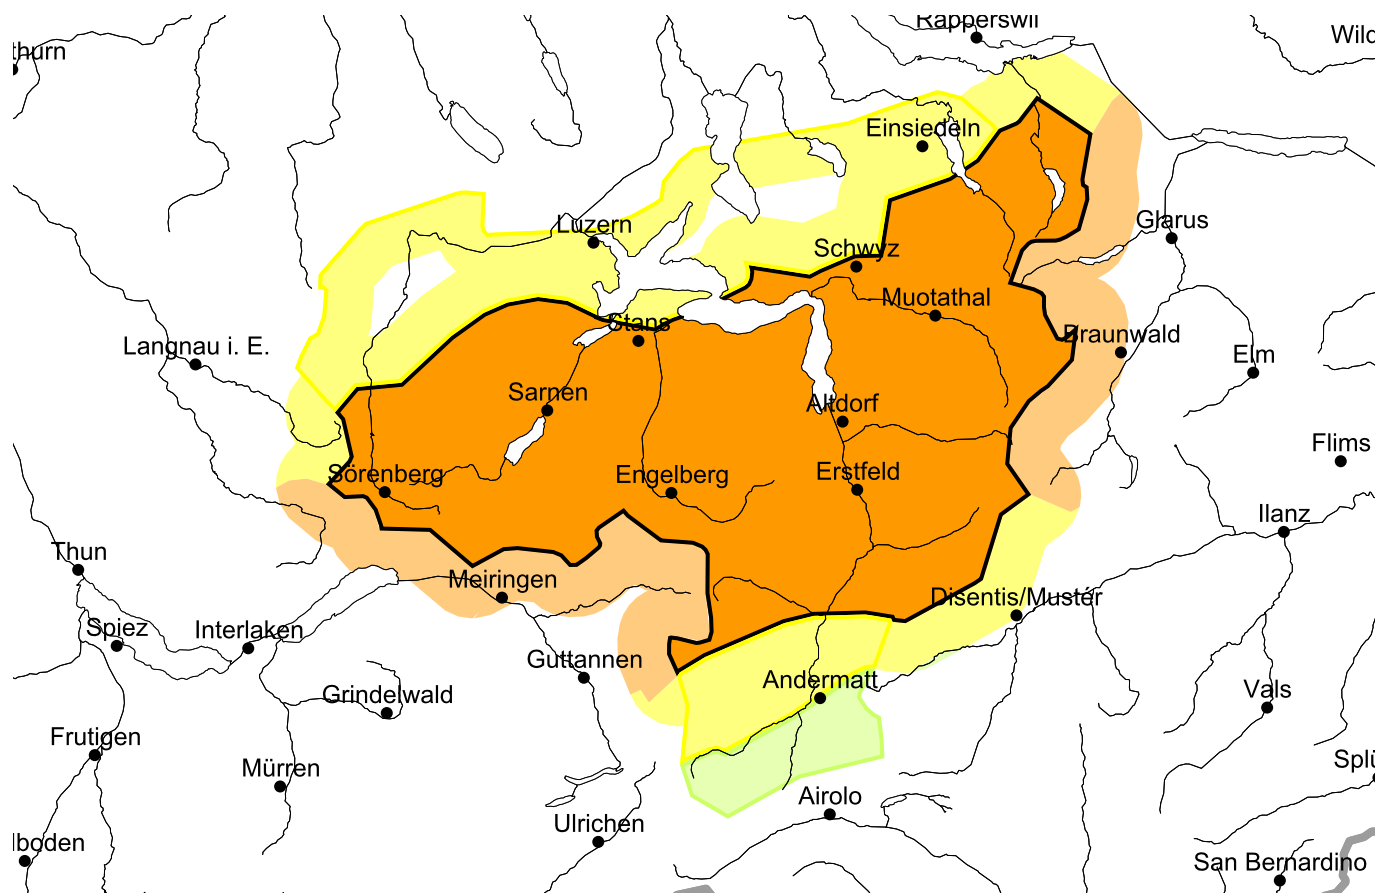 Rapperswil
thurn
Wild
Einsiedeln
Luzern
Glarus
Schwyz
Muotathal
Stans
Braunwald
Langnau i. E.
Elm
Sarnen
Altdorf
Flims
Sörenberg
Engelberg
Erstfeld
Ilanz
Thun
Meiringen
Disentis/Mustér
Spiez
Interlaken
Guttannen
Andermatt
Grindelwald
Vals
Frutigen
Mürren
Splü
Airolo
Ulrichen
lboden
San Bernardino